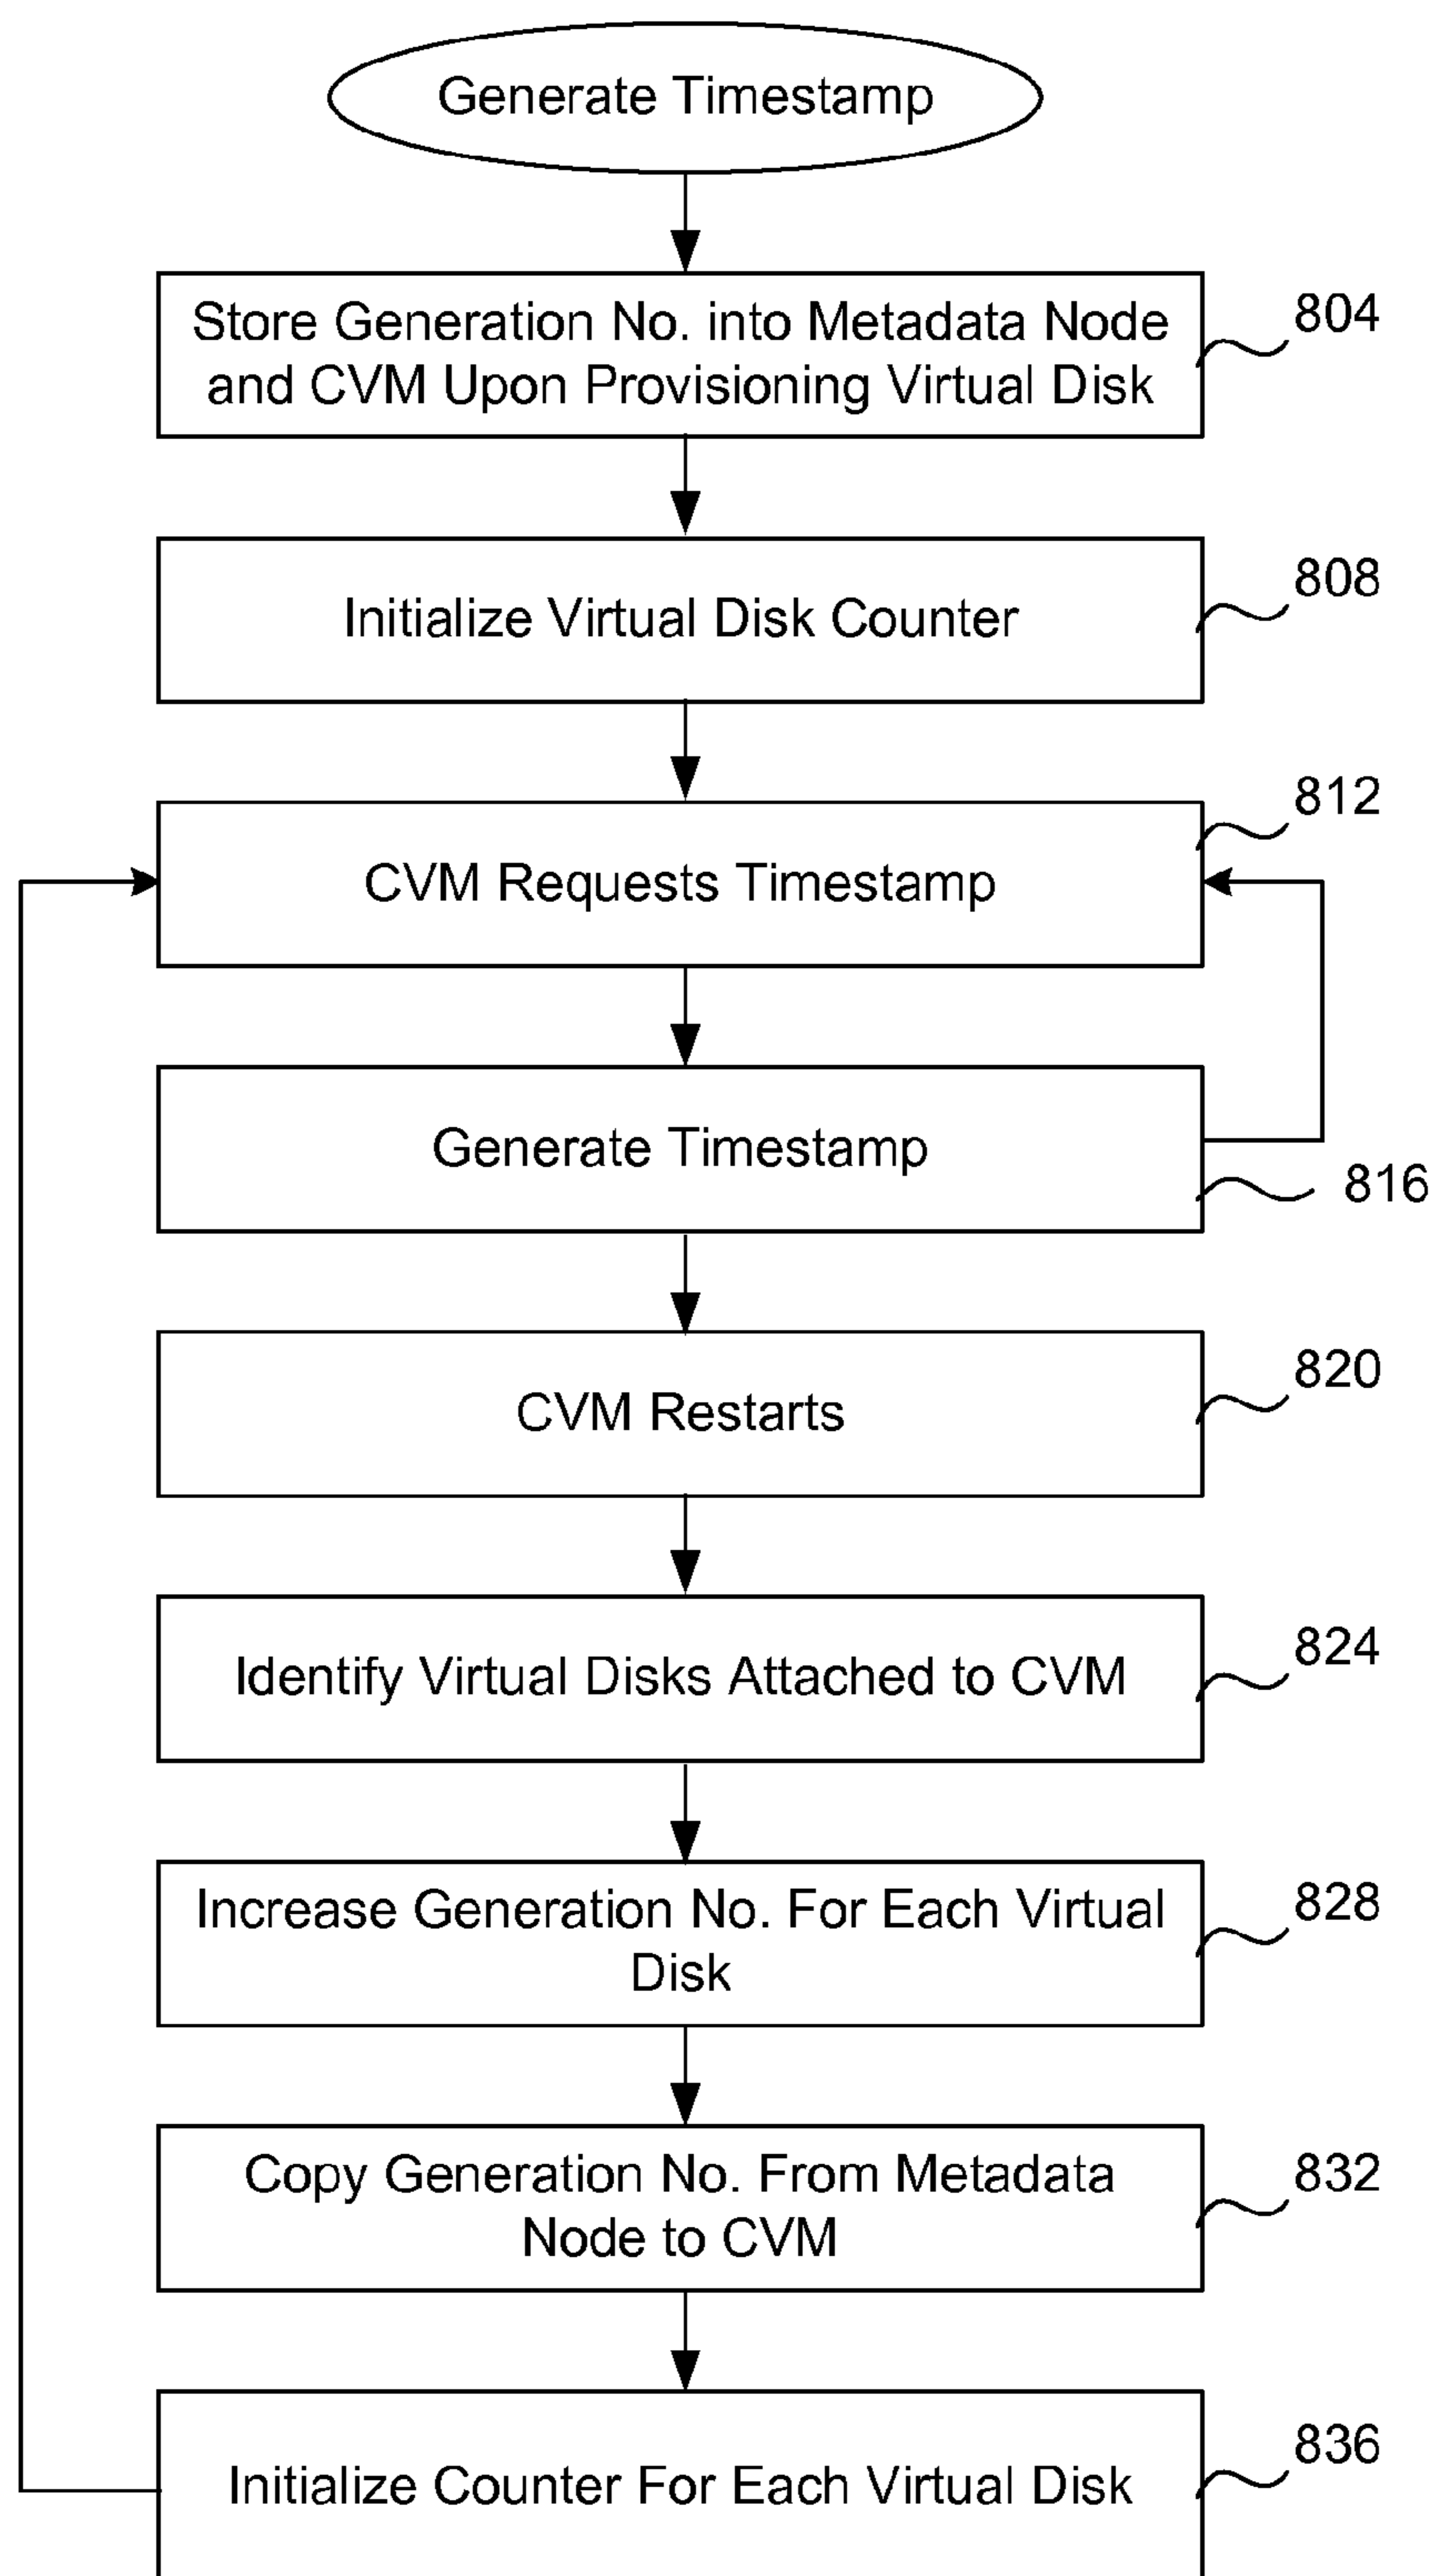 Generate Timestamp
Store Generation No. into Metadata Node
and CVM Upon Provisioning Virtual Disk
804
Initialize Virtual Disk Counter
808
CVM Requests Timestamp
812
Generate Timestamp
816
CVM Restarts
820
Identify Virtual Disks Attached to CVM
824
Increase Generation No. For Each Virtual
Disk
828
Copy Generation No. From Metadata
Node to CVM
832
Initialize Counter For Each Virtual Disk
836